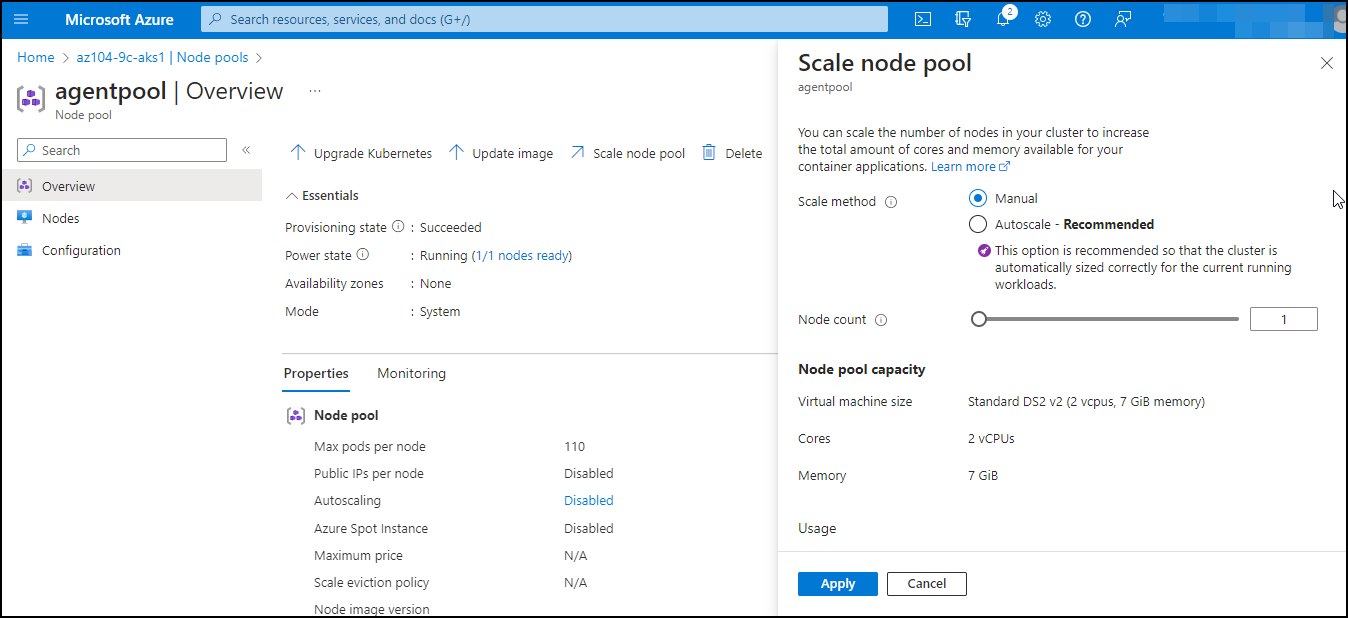 Microsoft Azure
Search resources, services, and docs (G+/)
2
Home > az104-9c-aks1 | Node pools >
agentpool | Overview ...
Node pool
Search
«
Overview
Nodes
Configuration
Upgrade Kubernetes Update image Scale node pool Delete
Essentials
Provisioning state : Succeeded
Power state : Running (1/1 nodes ready)
Availability zones : None
Mode : System
Properties Monitoring
Node pool
Max pods per node 110
Public IPs per node Disabled
Autoscaling Disabled
Azure Spot Instance Disabled
Maximum price N/A
Scale eviction policy N/A
Node image version
Scale node pool
agentpool
You can scale the number of nodes in your cluster to increase
the total amount of cores and memory available for your
container applications. Learn more
Scale method Manual
Autoscale - Recommended
This option is recommended so that the cluster is
automatically sized correctly for the current running
workloads.
Node count 1
Node pool capacity
Virtual machine size Standard DS2 v2 (2 vcpus, 7 GiB memory)
Cores 2 vCPUs
Memory 7 GiB
Usage
Apply Cancel